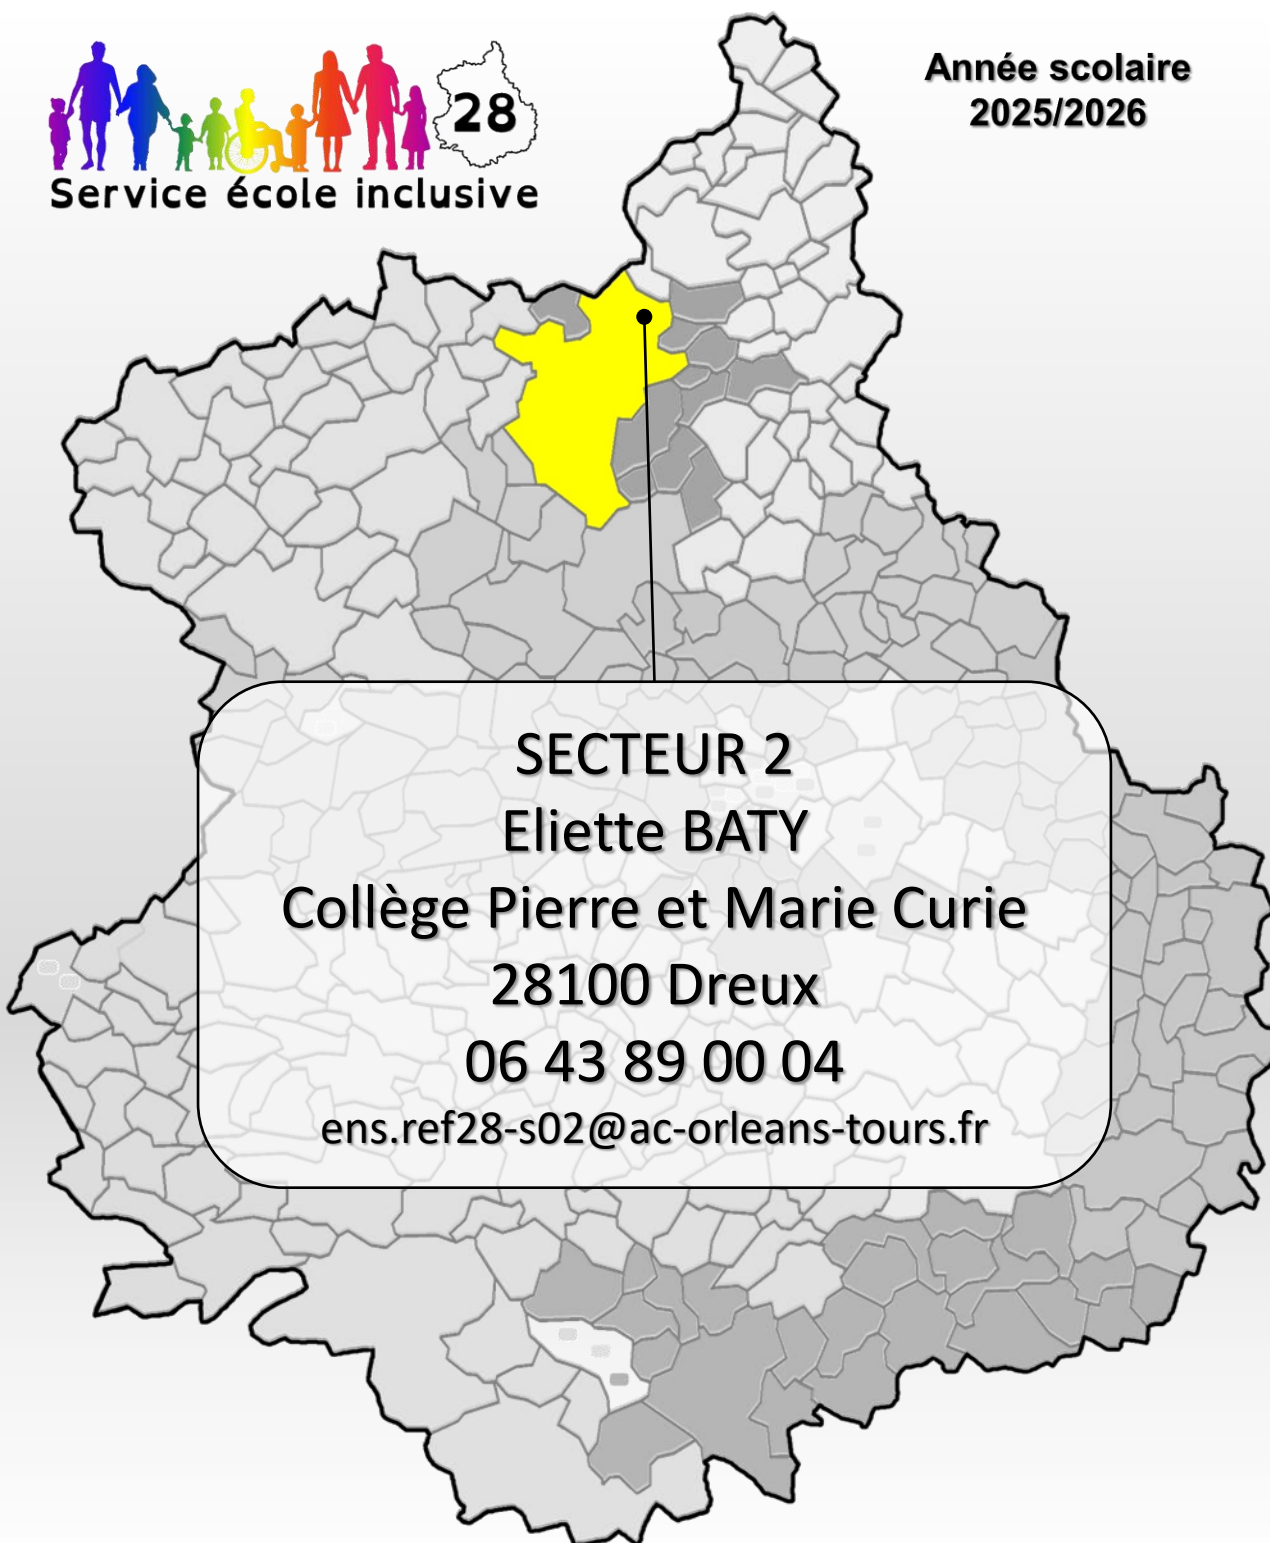 Année scolaire
2025/2026
28
Service école inclusive
SECTEUR 2
Eliette BATY
Collège Pierre et Marie Curie
28100 Dreux
06 43 89 00 04
ens.ref28-s02@ac-orleans-tours.fr